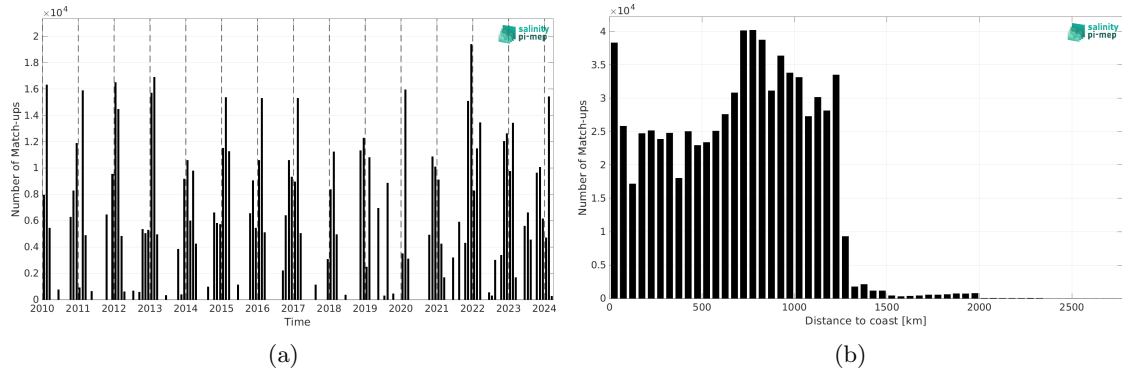 ×10⁴
2
1.8
1.6
1.4
1.2
1
0.8
0.6
0.4
0.2
0
Number of Match-ups
2010 2011 2012 2013 2014 2015 2016 2017 2018 2019 2020 2021 2022 2023 2024
Time
salinity
pi-mep
(a)
×10⁴
4
3.5
3
2.5
2
1.5
1
0.5
0
Number of Match-ups
0 500 1000 1500 2000 2500
Distance to coast [km]
salinity
pi-mep
(b)